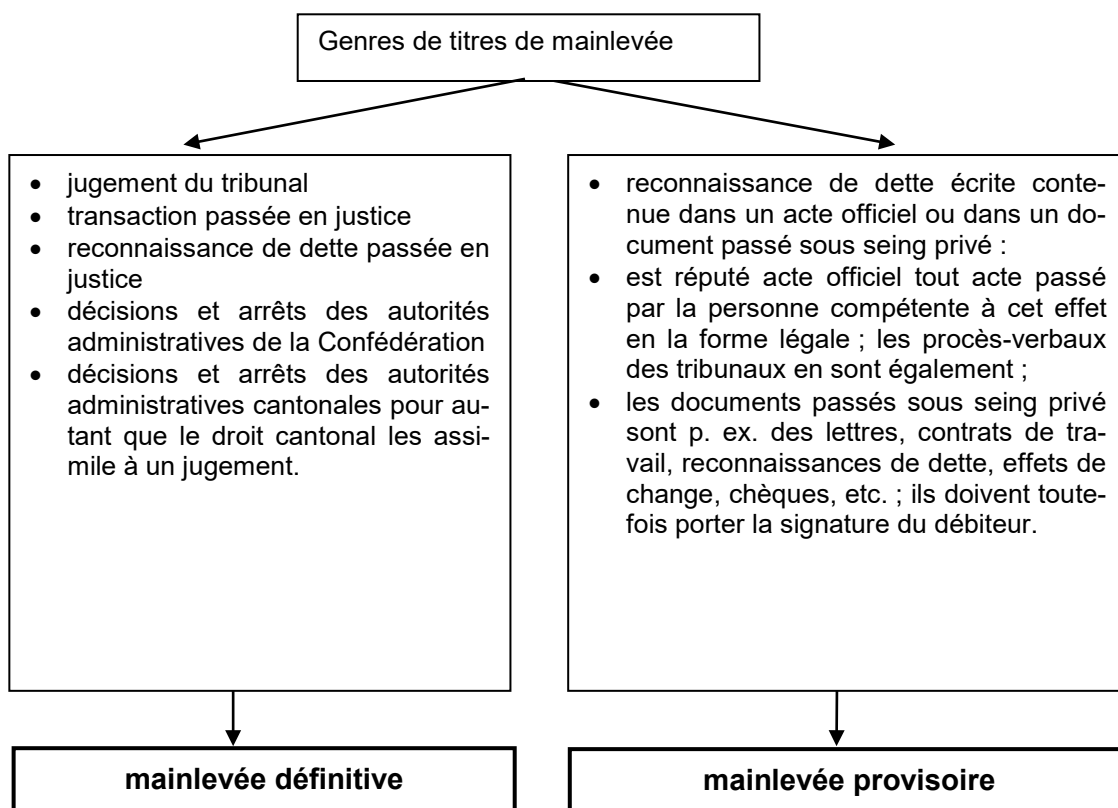 Genres de titres de mainlevée
• jugement du tribunal
• transaction passée en justice
• reconnaissance de dette passée en
justice
• décisions et arrêts des autorités
administratives de la Confédération
• décisions et arrêts des autorités
administratives cantonales pour au-
tant que le droit cantonal les assi-
mile à un jugement.
• reconnaissance de dette écrite conte-
nue dans un acte officiel ou dans un do-
cument passé sous seing privé :
• est réputé acte officiel tout acte passé
par la personne compétente à cet effet
en la forme légale ; les procès-verbaux
des tribunaux en sont également ;
• les documents passés sous seing privé
sont p. ex. des lettres, contrats de tra-
vail, reconnaissances de dette, effets de
change, chèques, etc. ; ils doivent toute-
fois porter la signature du débiteur.
mainlevée définitive
mainlevée provisoire